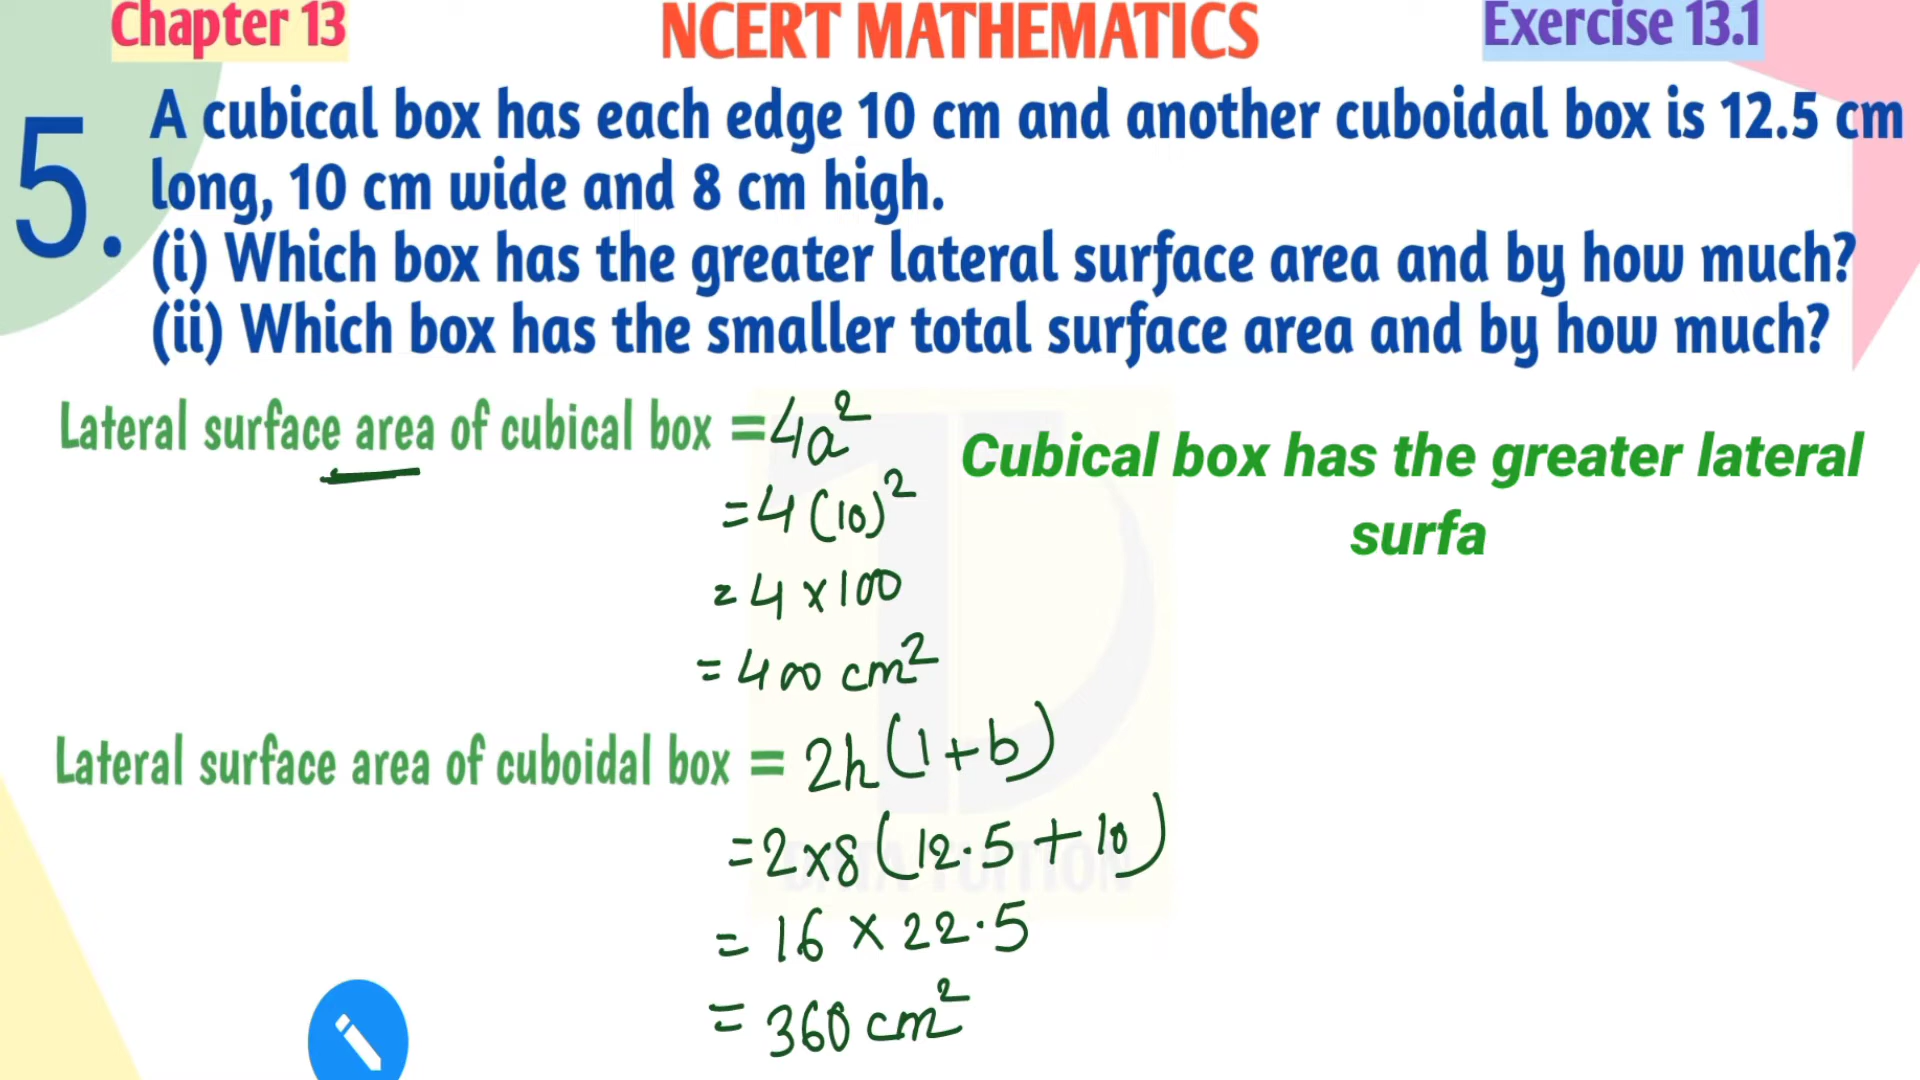 Chapter 13
NCERT MATHEMATICS
Exercise 13.1
5.
A cubical box has each edge 10 cm and another cuboidal box is 12.5 cm
long, 10 cm wide and 8 cm high.
(i) Which box has the greater lateral surface area and by how much?
(ii) Which box has the smaller total surface area and by how much?
Lateral surface area of cubical box = 4a²
= 4 (10)²
= 4 × 100
= 400 cm²
Cubical box has the greater lateral
surfa
Lateral surface area of cuboidal box = 2h (l + b)
= 2 × 8 (12.5 + 10)
= 16 × 22.5
= 360 cm²